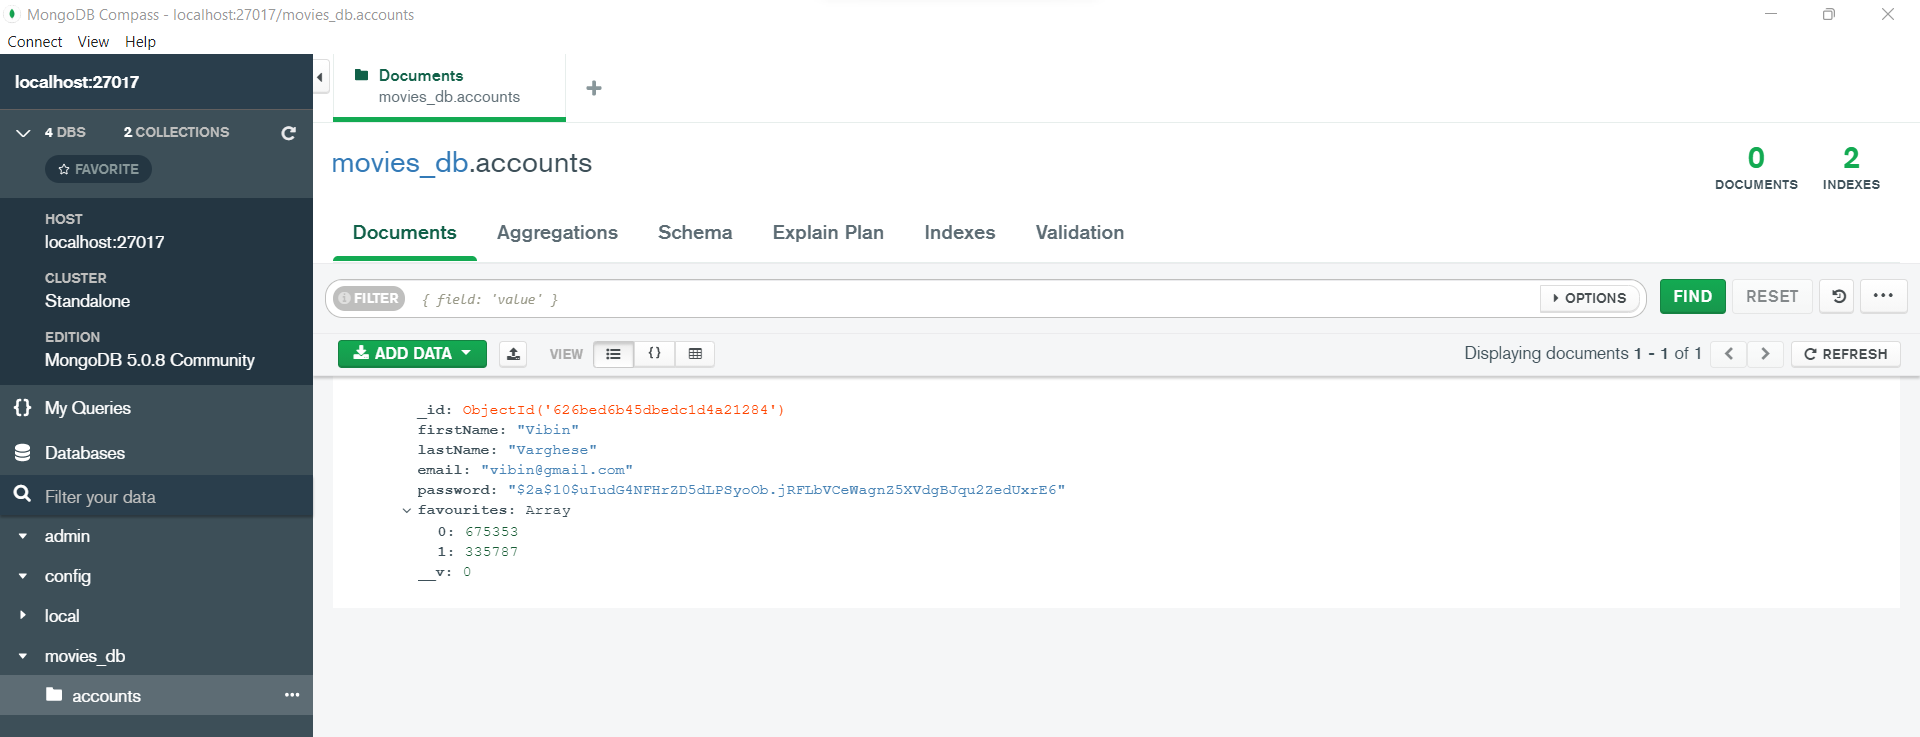 MongoDB Compass - localhost:27017/movies_db.accounts
Connect View Help
localhost:27017
4 DBS 2 COLLECTIONS
FAVORITE
HOST
localhost:27017
CLUSTER
Standalone
EDITION
MongoDB 5.0.8 Community
My Queries
Databases
Filter your data
admin
config
local
movies_db
accounts
Documents
movies_db.accounts
movies_db.accounts
0 DOCUMENTS
2 INDEXES
Documents Aggregations Schema Explain Plan Indexes Validation
FILTER { field: 'value' } OPTIONS FIND RESET
ADD DATA VIEW Displaying documents 1 - 1 of 1 REFRESH
_id: ObjectId('626bed6b45dbedc1d4a21284')
firstName: "Vibin"
lastName: "Varghese"
email: "vibin@gmail.com"
password: "$2a$10$uIudG4NFHrZD5dLPSyoOb.jRFLbVCeWagnZ5XVdgBJqu2ZedUxrE6"
favourites: Array
0: 675353
1: 335787
__v: 0